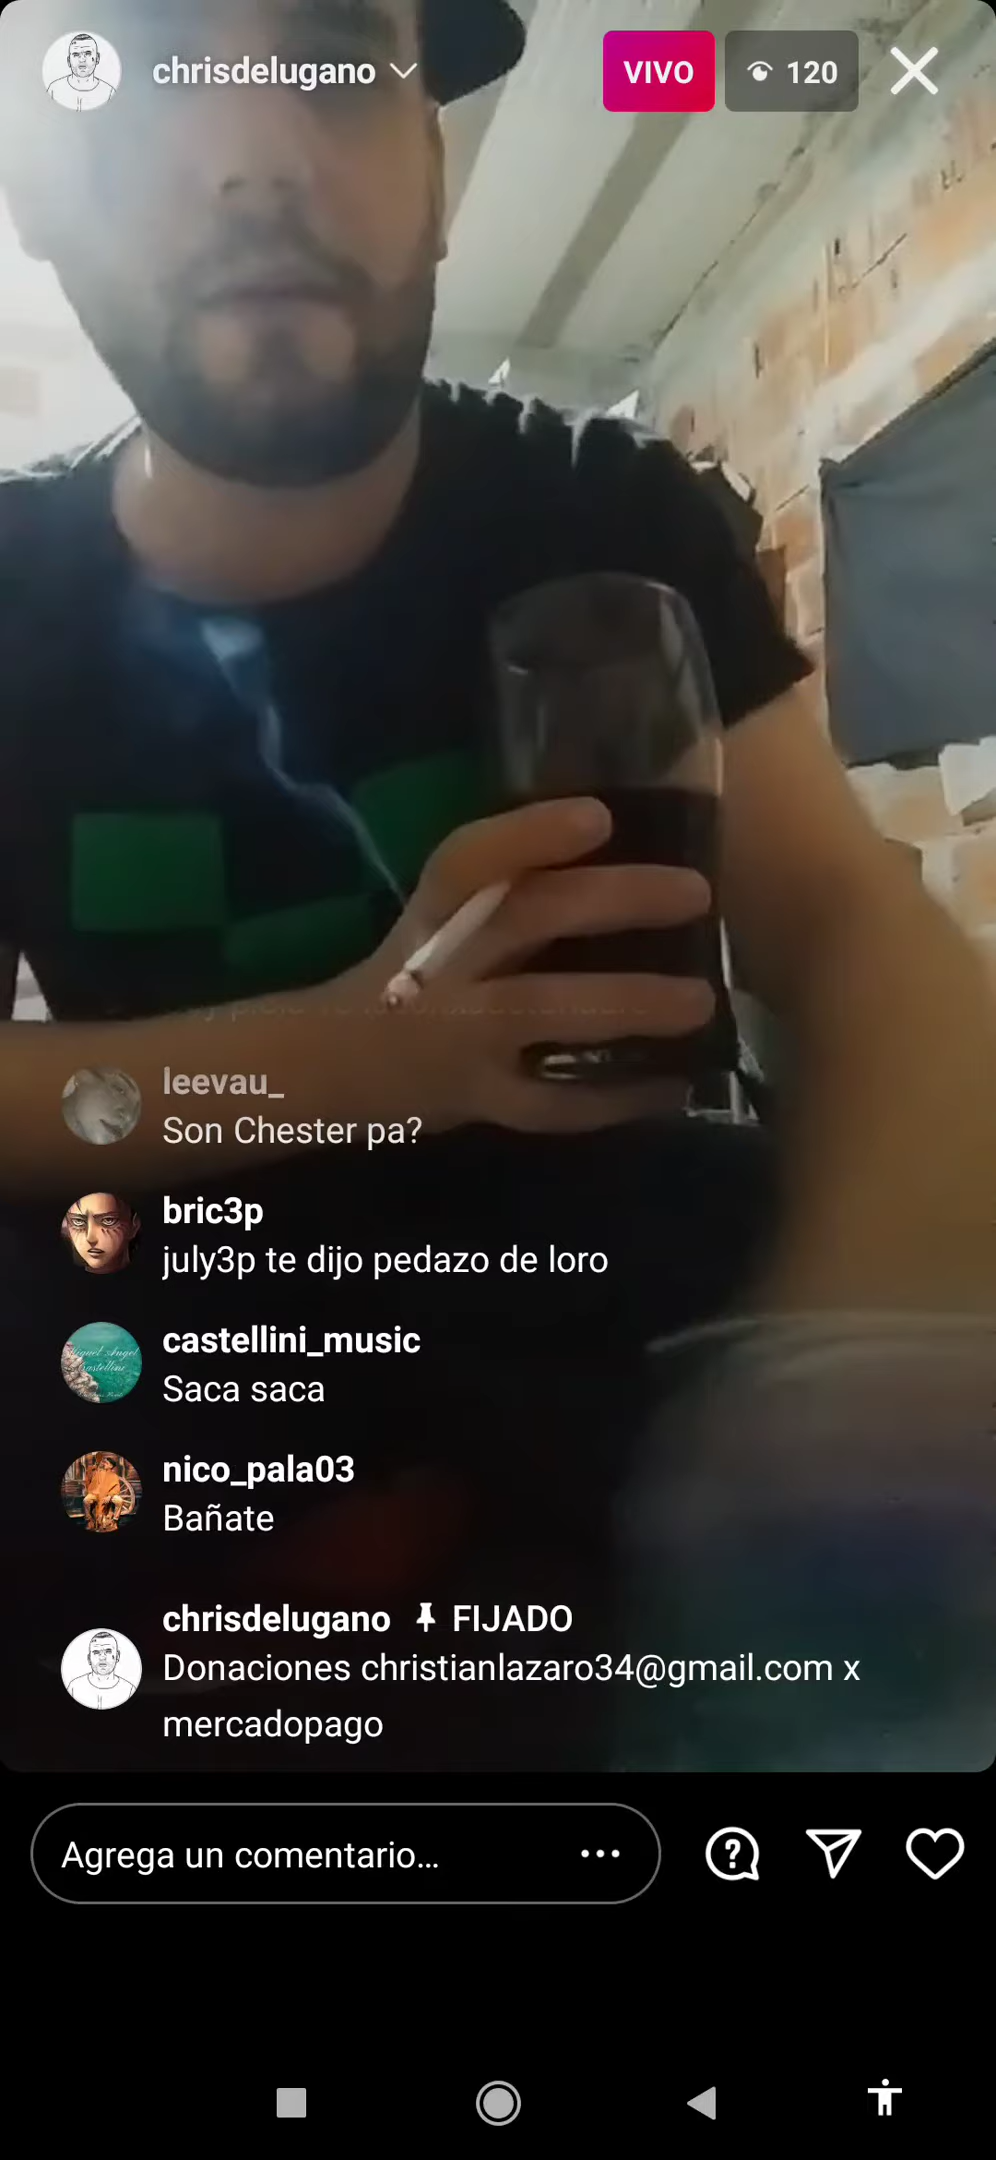 chrisdelugano
VIVO
120
leevau_
Son Chester pa?
bric3p
july3p te dijo pedazo de loro
castellini_music
Saca saca
nico_pala03
Bañate
chrisdelugano FIJADO
Donaciones christianlazaro34@gmail.com x
mercadopago
Agrega un comentario...